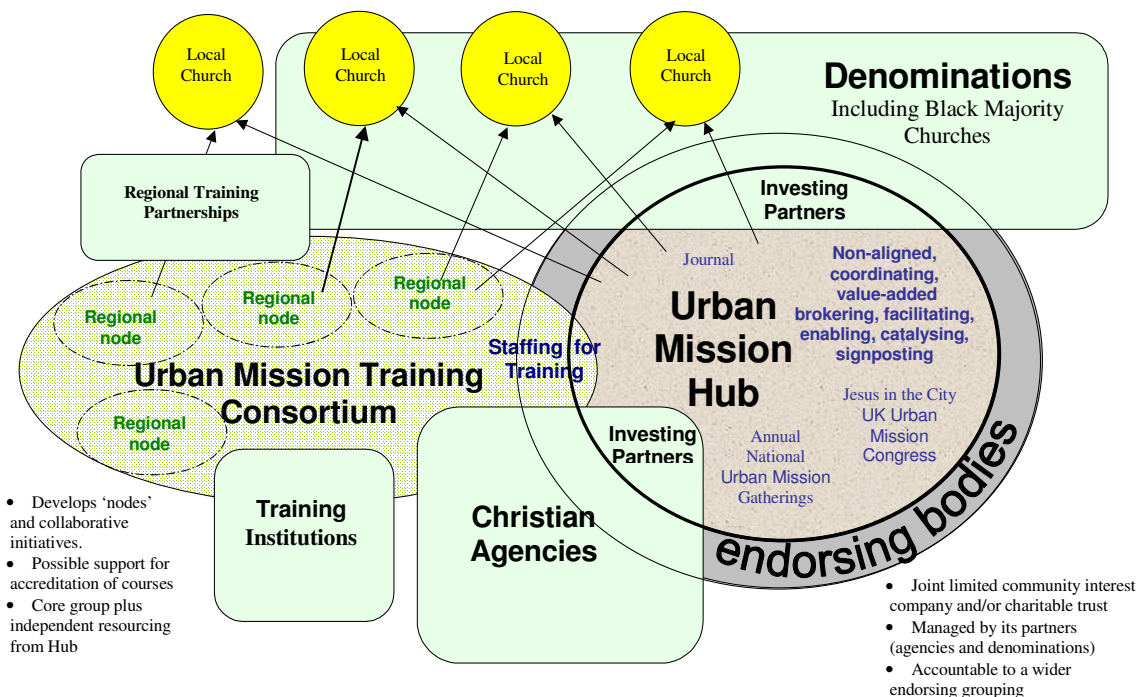 Local
Church
Local
Church
Local
Church
Local
Church
Denominations
Including Black Majority
Churches
Regional Training
Partnerships
Investing
Partners
Regional
node
Regional
node
Regional
node
Regional
node
Urban Mission Training
Consortium
Staffing for
Training
Journal
Urban
Mission
Hub
Non-aligned,
coordinating,
value-added
brokering, facilitating,
enabling, catalysing,
signposting
Jesus in the City
UK Urban
Mission
Congress
Annual
National
Urban Mission
Gatherings
Investing
Partners
Training
Institutions
Christian
Agencies
endorsing bodies
• Develops ‘nodes’
and collaborative
initiatives.
• Possible support for
accreditation of courses
• Core group plus
independent resourcing
from Hub
• Joint limited community interest
company and/or charitable trust
• Managed by its partners
(agencies and denominations)
• Accountable to a wider
endorsing grouping